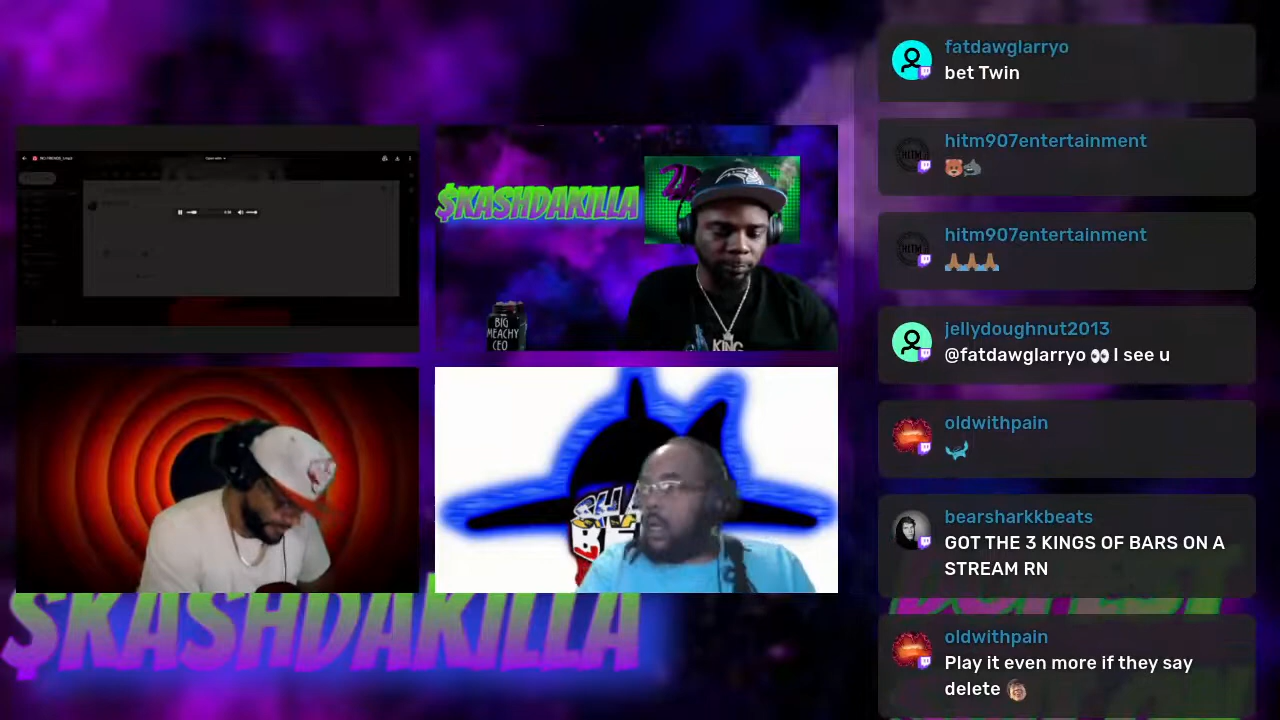 $KASHDAKILLA
BIG
MEACHY
CEO
KING
$KASHDAKILLA
fatdawglarryo
bet Twin
hitm907entertainment
hitm907entertainment
jellydoughnut2013
@fatdawglarryo 👀 I see u
oldwithpain
bearsharkkbeats
GOT THE 3 KINGS OF BARS ON A
STREAM RN
oldwithpain
Play it even more if they say
delete